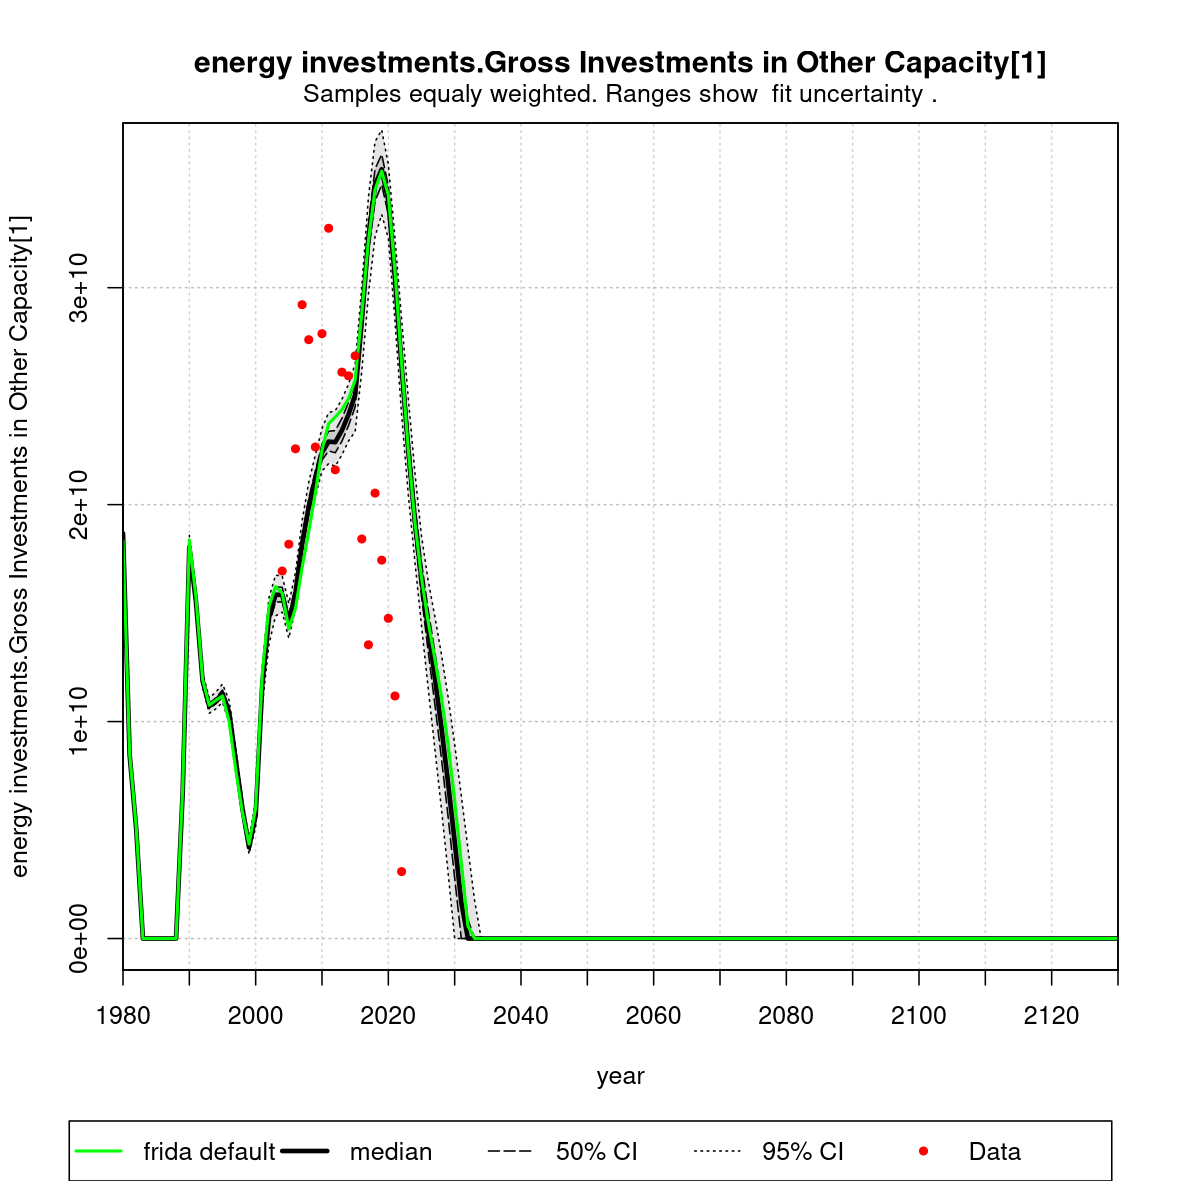 energy investments.Gross Investments in Other Capacity[1]
Samples equaly weighted. Ranges show  fit uncertainty .
energy investments.Gross Investments in Other Capacity[1]
3e+10
2e+10
1e+10
0e+00
1980 2000 2020 2040 2060 2080 2100 2120
year
frida default median 50% CI 95% CI Data